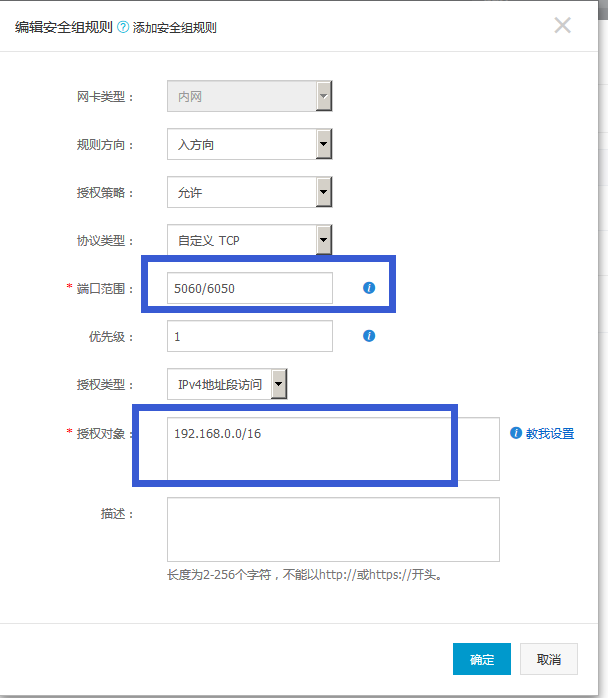 编辑安全组规则 ? 添加安全组规则
网卡类型： 内网
规则方向： 入方向
授权策略： 允许
协议类型： 自定义 TCP
* 端口范围： 5060/6050
优先级： 1
授权类型： IPv4地址段访问
* 授权对象： 192.168.0.0/16 教我设置
描述：
长度为2-256个字符，不能以http://或https://开头。
确定 取消